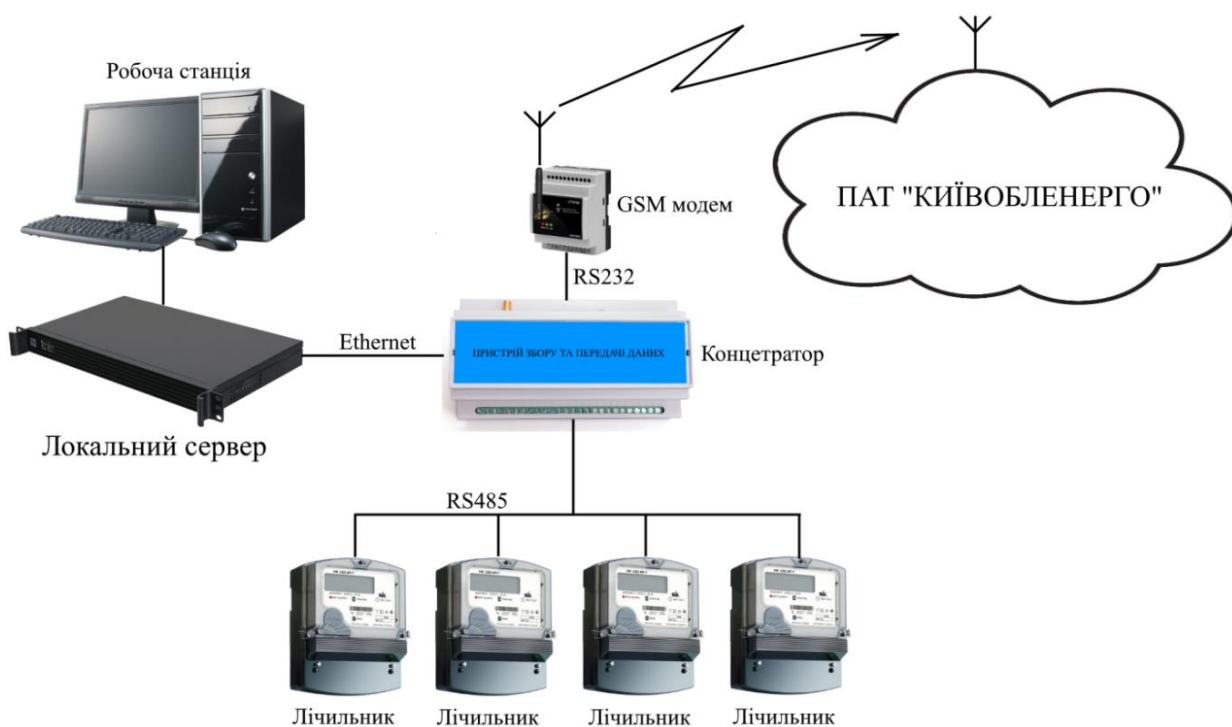 Робоча станція
ПАТ "КИЇВОБЛЕНЕРГО"
GSM модем
RS232
Ethernet
ПРИСТРІЙ ЗБОРУ ТА ПЕРЕДАЧІ ДАНИХ
Концетратор
Локальний сервер
RS485
Лічильник
Лічильник
Лічильник
Лічильник